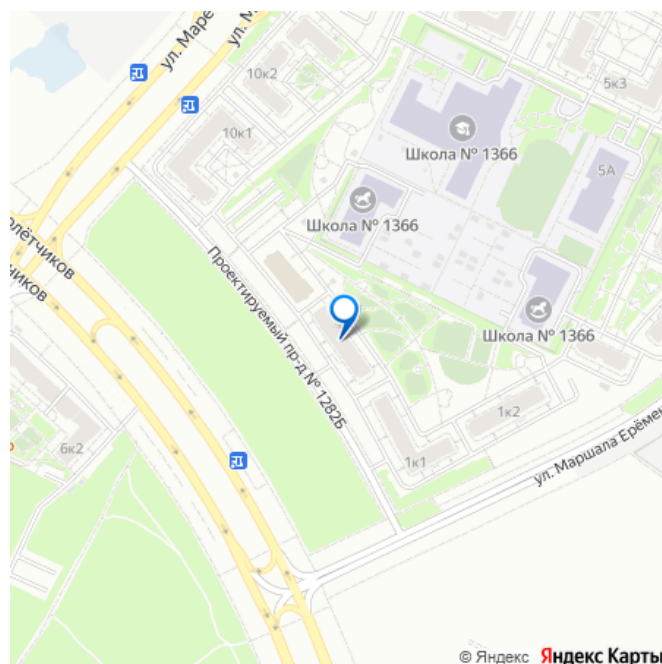 ул. Маре
ул. М
10к2
5к3
10к1
Школа № 1366
5А
Школа № 1366
олётчиков
чиков
Проектируемый пр-д № 1282Б
Школа № 1366
6к2
1к2
1к1
ул. Маршала Ерёмен
© Яндекс Яндекс Карты